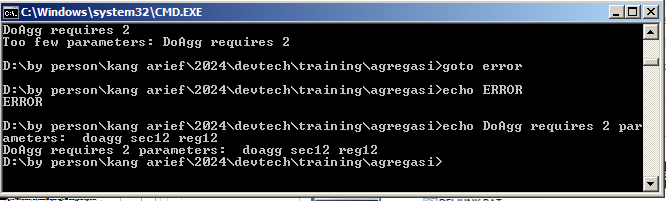 C:\Windows\system32\CMD.EXE
DoAgg requires 2
Too few parameters: DoAgg requires 2
D:\by person\kang arief\2024\devtech\training\agregasi>goto error
D:\by person\kang arief\2024\devtech\training\agregasi>echo ERROR
ERROR
D:\by person\kang arief\2024\devtech\training\agregasi>echo DoAgg requires 2 par
ameters:  doagg sec12 reg12
DoAgg requires 2 parameters:  doagg sec12 reg12
D:\by person\kang arief\2024\devtech\training\agregasi>